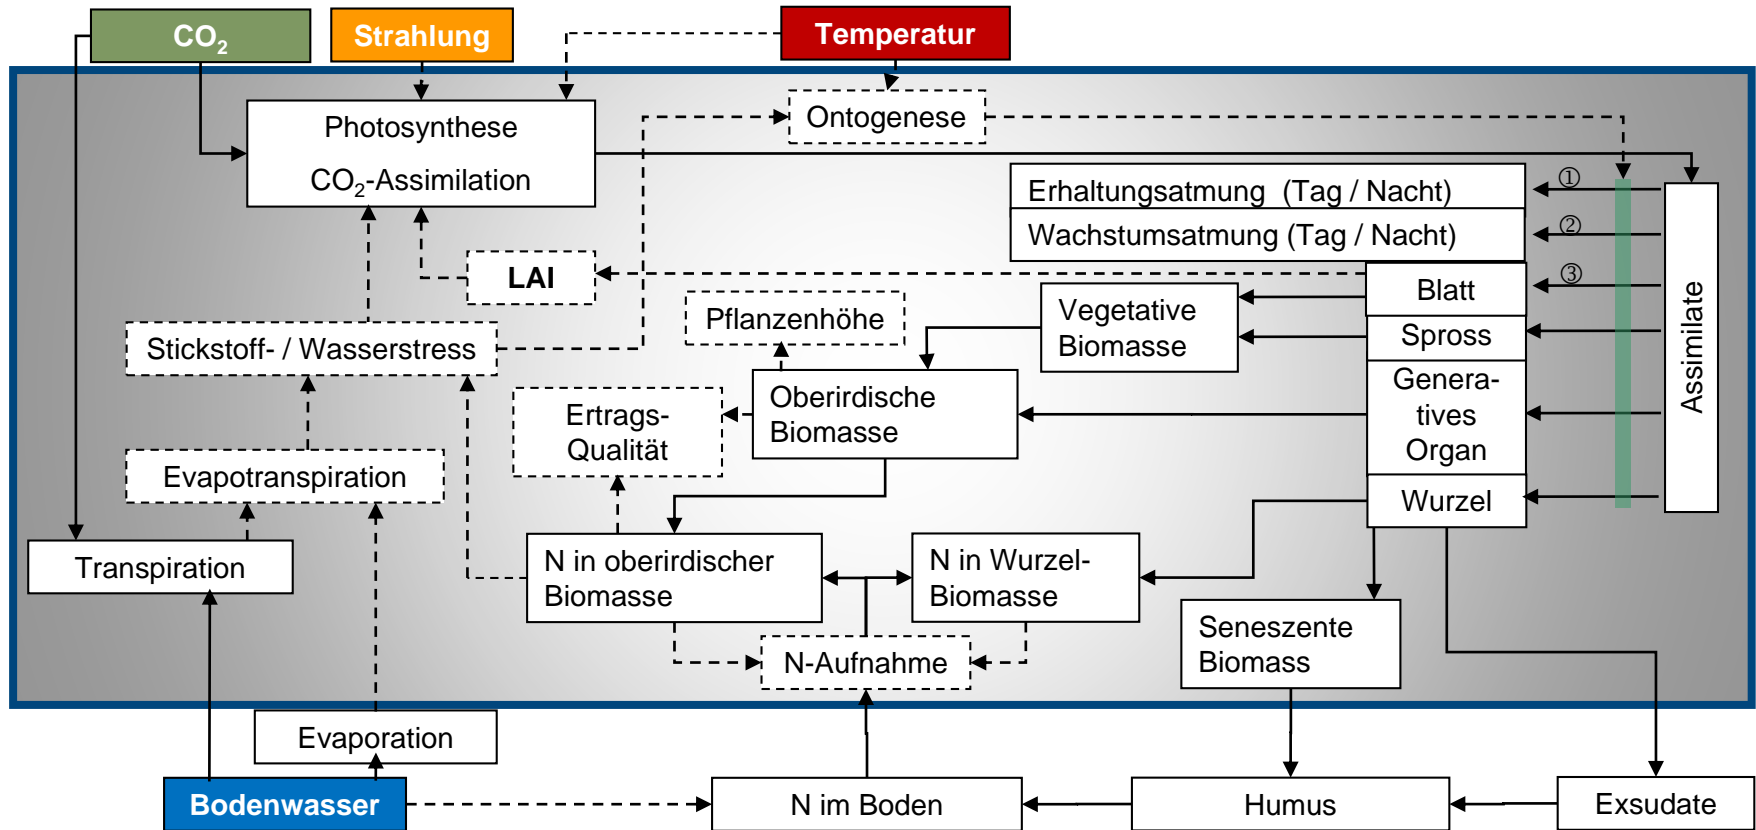 CO₂
Strahlung
Temperatur
Photosynthese
CO₂-Assimilation
Ontogenese
Erhaltungsatmung (Tag / Nacht)
①
Wachstumsatmung (Tag / Nacht)
②
LAI
Blatt
③
Pflanzenhöhe
Vegetative
Biomasse
Spross
Assimilate
Stickstoff- / Wasserstress
Genera-
tives
Organ
Oberirdische
Biomasse
Ertrags-
Qualität
Evapotranspiration
Wurzel
Transpiration
N in oberirdischer
Biomasse
N in Wurzel-
Biomasse
Seneszente
Biomass
N-Aufnahme
Evaporation
Bodenwasser
N im Boden
Humus
Exsudate